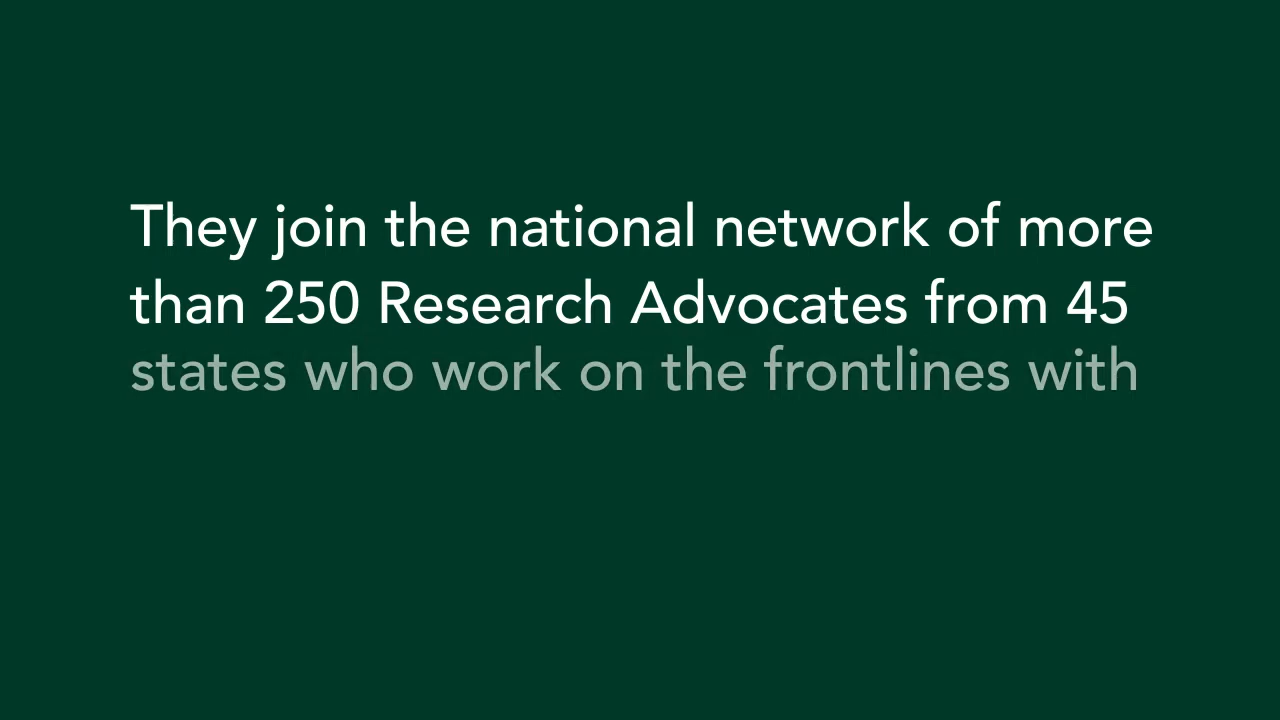 They join the national network of more
than 250 Research Advocates from 45
states who work on the frontlines with